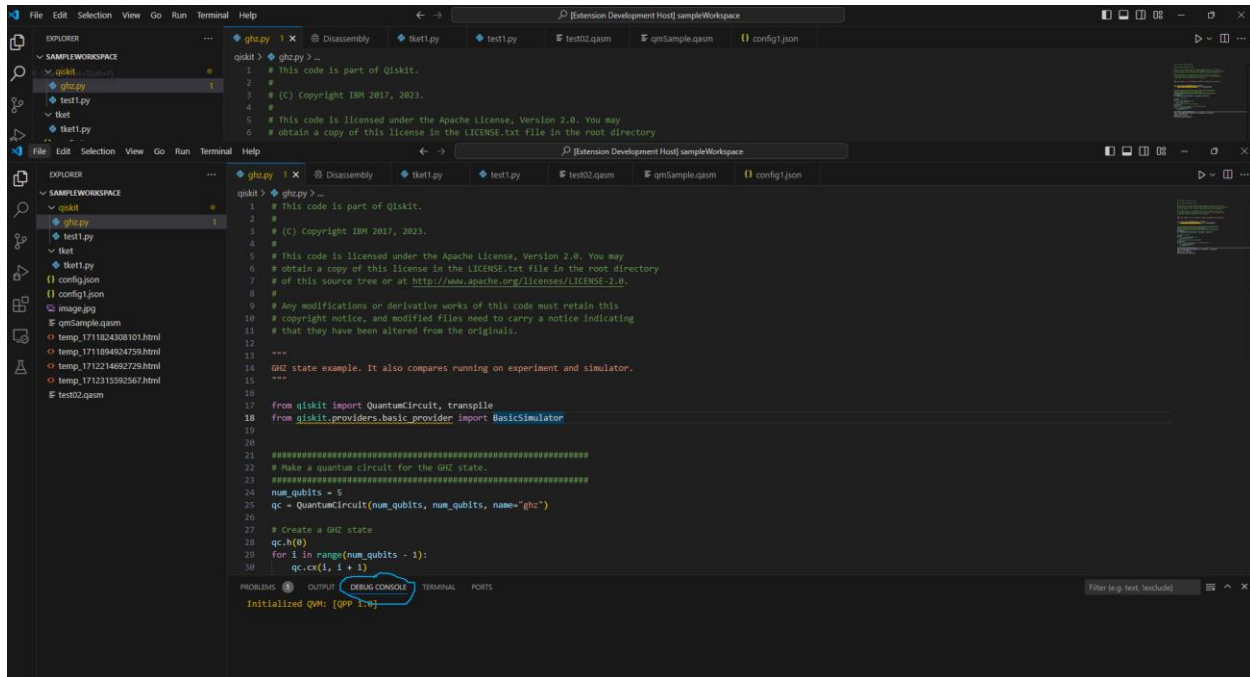 File Edit Selection View Go Run Terminal Help
[Extension Development Host] sampleWorkspace
EXPLORER
ghz.py 1
Disassembly
tket1.py
test1.py
test02.qasm
qmSample.qasm
config1.json
SAMPLEWORKSPACE
qiskit
ghz.py 1
test1.py
tket
tket1.py
qiskit > ghz.py > ...
1 # This code is part of Qiskit.
2 #
3 # (C) Copyright IBM 2017, 2023.
4 #
5 # This code is licensed under the Apache License, Version 2.0. You may
6 # obtain a copy of this license in the LICENSE.txt file in the root directory
File Edit Selection View Go Run Terminal Help
[Extension Development Host] sampleWorkspace
EXPLORER
ghz.py 1
Disassembly
tket1.py
test1.py
test02.qasm
qmSample.qasm
config1.json
SAMPLEWORKSPACE
qiskit
ghz.py 1
test1.py
tket
tket1.py
config.json
config1.json
image.jpg
qmSample.qasm
temp_1711824308101.html
temp_1711894924759.html
temp_1712214692729.html
temp_1712315592567.html
test02.qasm
qiskit > ghz.py > ...
1 # This code is part of Qiskit.
2 #
3 # (C) Copyright IBM 2017, 2023.
4 #
5 # This code is licensed under the Apache License, Version 2.0. You may
6 # obtain a copy of this license in the LICENSE.txt file in the root directory
7 # of this source tree or at http://www.apache.org/licenses/LICENSE-2.0.
8 #
9 # Any modifications or derivative works of this code must retain this
10 # copyright notice, and modified files need to carry a notice indicating
11 # that they have been altered from the originals.
12
13 """
14 GHZ state example. It also compares running on experiment and simulator.
15 """
16
17 from qiskit import QuantumCircuit, transpile
18 from qiskit.providers.basic_provider import BasicSimulator
19
20
21 ################################################################
22 # Make a quantum circuit for the GHZ state.
23 ################################################################
24 num_qubits = 5
25 qc = QuantumCircuit(num_qubits, num_qubits, name="ghz")
26
27 # Create a GHZ state
28 qc.h(0)
29 for i in range(num_qubits - 1):
30 qc.cx(i, i + 1)
PROBLEMS 1 OUTPUT DEBUG CONSOLE TERMINAL PORTS
Filter (e.g. text, !exclude)
Initialized QVM: [QPP 1.0]